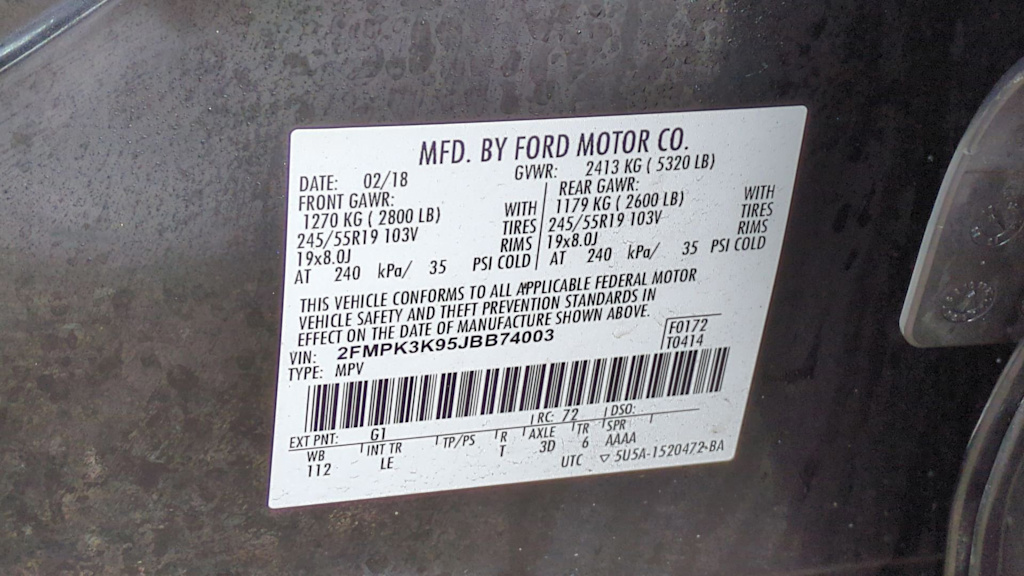 MFD. BY FORD MOTOR CO.
DATE: 02/18 GVWR: 2413 KG ( 5320 LB)
FRONT GAWR: REAR GAWR:
1270 KG ( 2800 LB) WITH 1179 KG ( 2600 LB) WITH
245/55R19 103V TIRES 245/55R19 103V TIRES
19x8.0J RIMS 19x8.0J RIMS
AT 240 kPa/ 35 PSI COLD AT 240 kPa/ 35 PSI COLD
THIS VEHICLE CONFORMS TO ALL APPLICABLE FEDERAL MOTOR
VEHICLE SAFETY AND THEFT PREVENTION STANDARDS IN
EFFECT ON THE DATE OF MANUFACTURE SHOWN ABOVE.
VIN: 2FMPK3K95JBB74003 F0172
TYPE: MPV T0414
EXT PNT: G1 RC: 72 DSO:
WB INT TR TP/PS R AXLE TR SPR
112 LE T 3D 6 AAAA
UTC ▽ 5U5A-1520472-BA